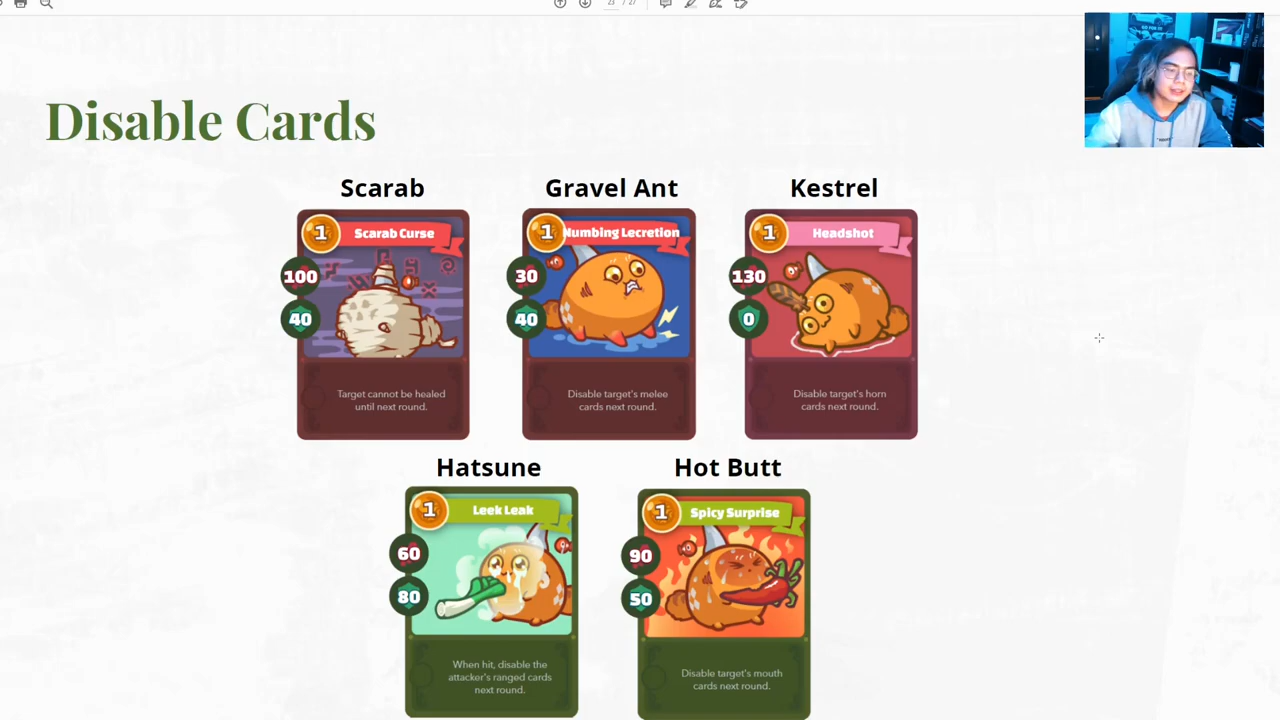 23 / 27
Disable Cards
Scarab
Gravel Ant
Kestrel
1
Scarab Curse
100
40
Target cannot be healed
until next round.
1
Numbing Lecretion
30
40
Disable target's melee
cards next round.
1
Headshot
130
0
Disable target's horn
cards next round.
Hatsune
Hot Butt
1
Leek Leak
60
80
When hit, disable the
attacker's ranged cards
next round.
1
Spicy Surprise
90
50
Disable target's mouth
cards next round.